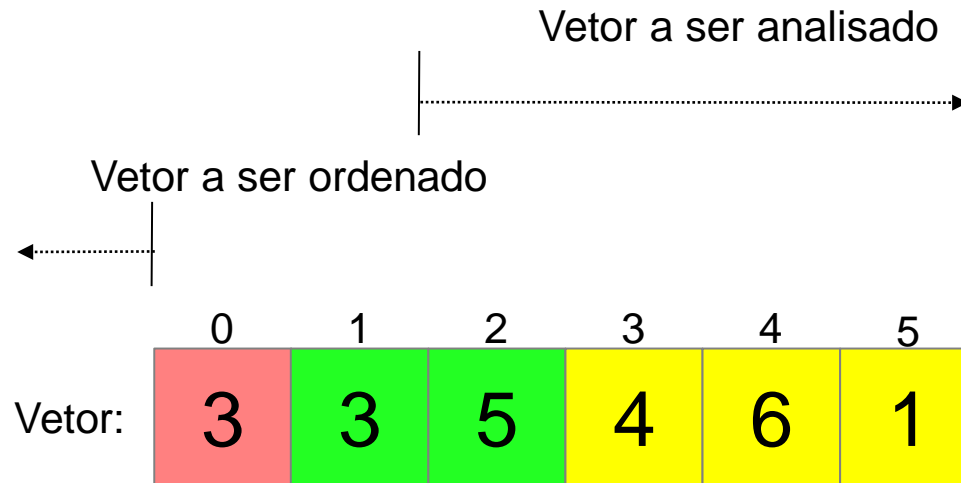 Vetor a ser analisado
Vetor a ser ordenado
0 1 2 3 4 5
Vetor: 3 3 5 4 6 1